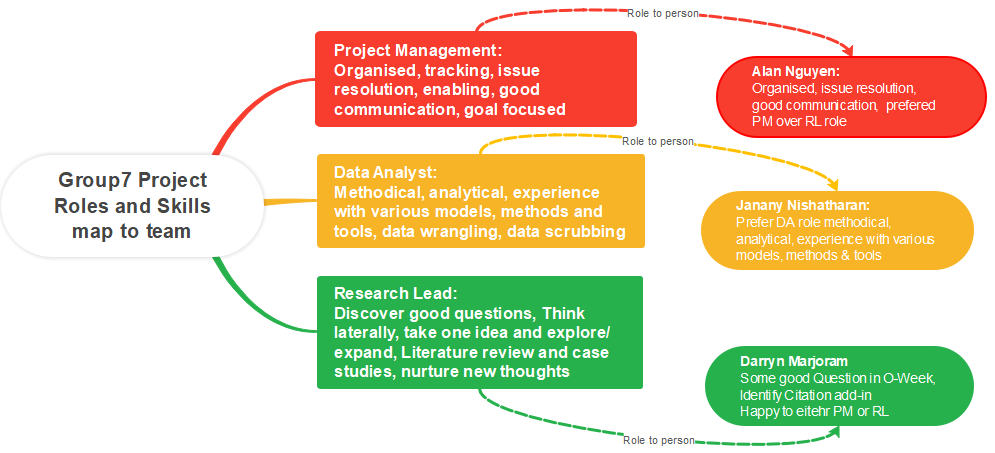 Group7 Project
Roles and Skills
map to team
Project Management:
Organised, tracking, issue
resolution, enabling, good
communication, goal focused
Role to person
Alan Nguyen:
Organised, issue resolution,
good communication, prefered
PM over RL role
Data Analyst:
Methodical, analytical, experience
with various models, methods and
tools, data wrangling, data scrubbing
Role to person
Janany Nishatharan:
Prefer DA role methodical,
analytical, experience with various
models, methods & tools
Research Lead:
Discover good questions, Think
laterally, take one idea and explore/
expand, Literature review and case
studies, nurture new thoughts
Role to person
Darryn Marjoram
Some good Question in O-Week,
Identify Citation add-in
Happy to eitehr PM or RL